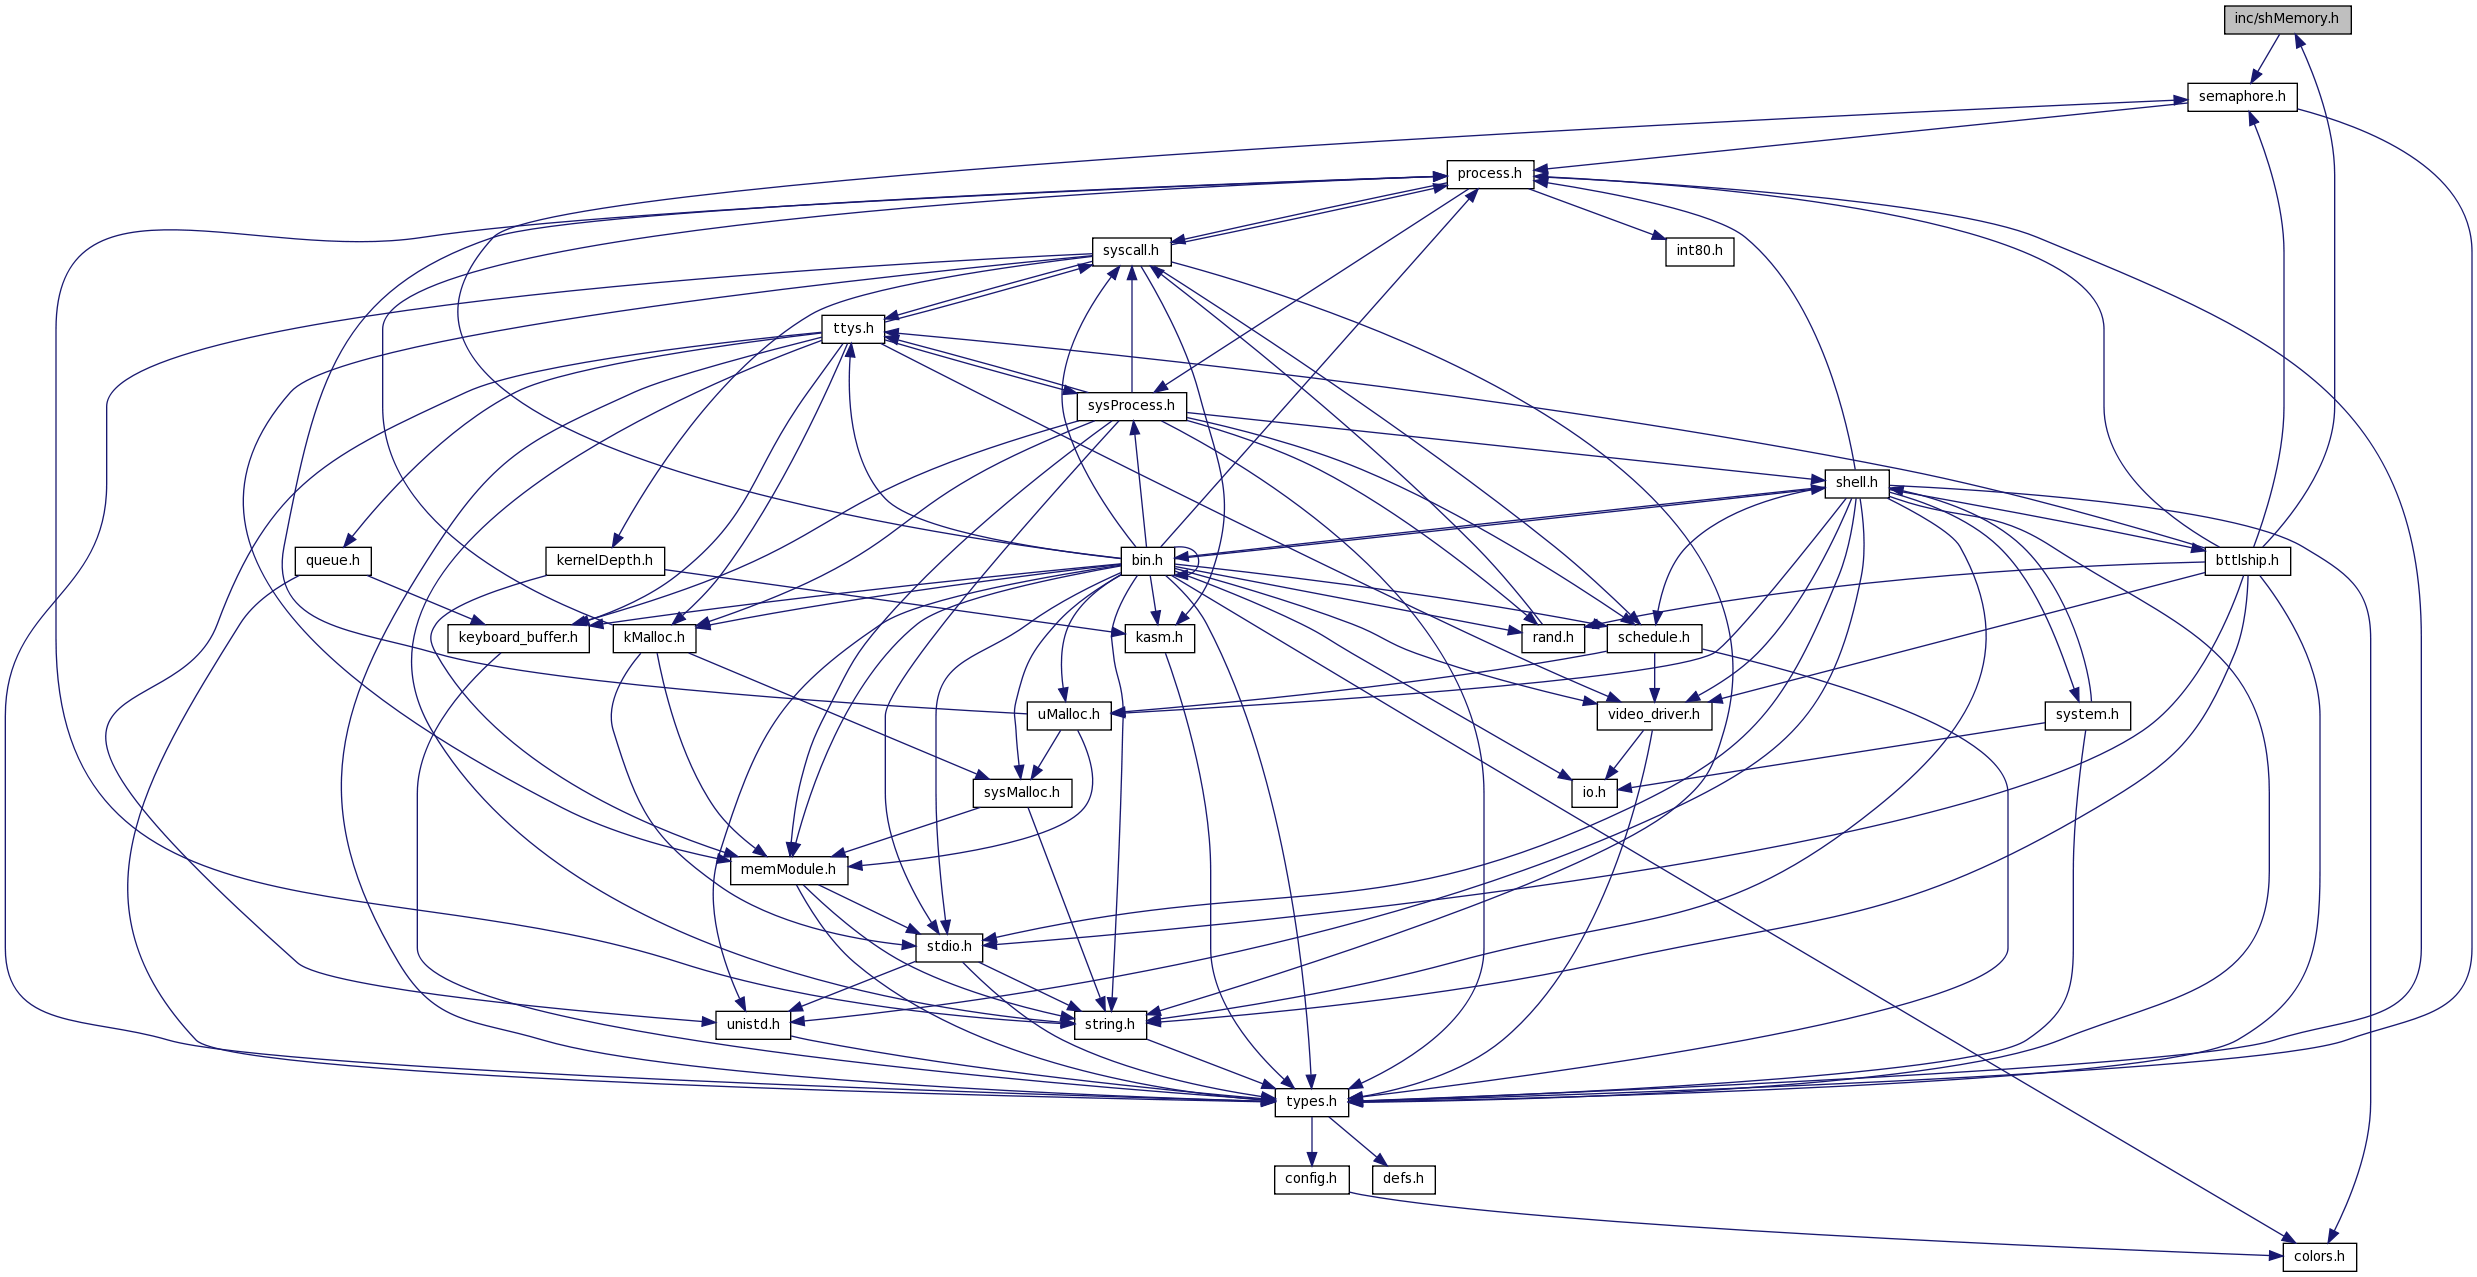 inc/shMemory.h
semaphore.h
process.h
syscall.h
int80.h
ttys.h
sysProcess.h
shell.h
queue.h
kernelDepth.h
bin.h
bttlship.h
keyboard_buffer.h
kMalloc.h
kasm.h
rand.h
schedule.h
uMalloc.h
video_driver.h
system.h
sysMalloc.h
io.h
memModule.h
stdio.h
unistd.h
string.h
types.h
config.h
defs.h
colors.h